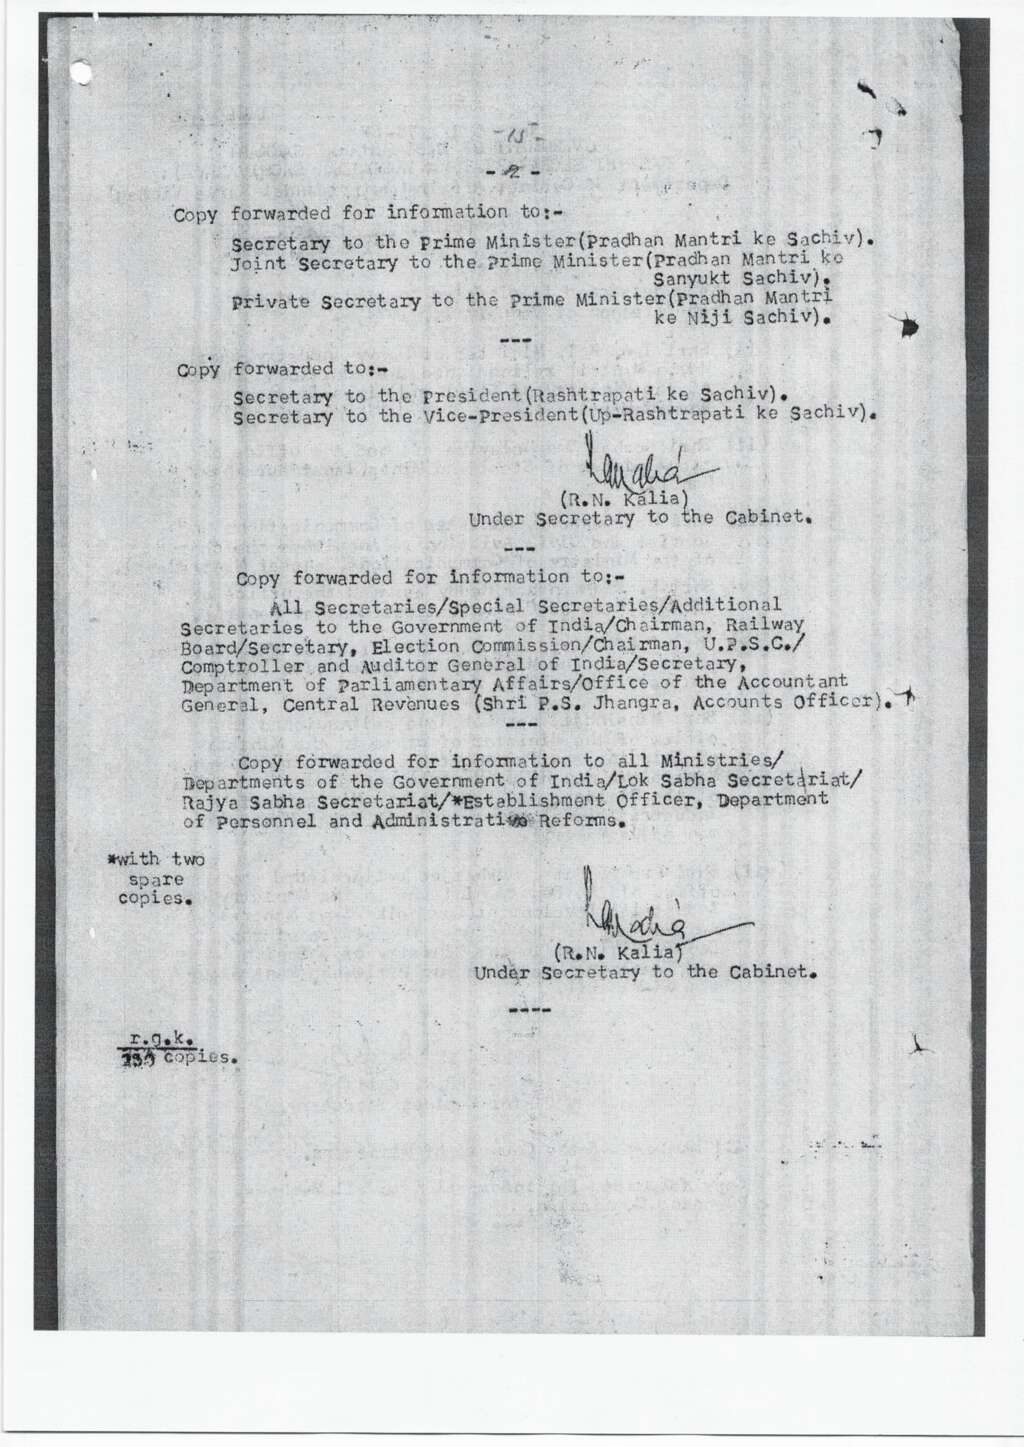 -15-
- 2 -
Copy forwarded for information to:-
Secretary to the Prime Minister(Pradhan Mantri ke Sachiv).
Joint Secretary to the Prime Minister(Pradhan Mantri ke
Sanyukt Sachiv).
Private Secretary to the Prime Minister(Pradhan Mantri
ke Niji Sachiv).
---
Copy forwarded to:-
Secretary to the President(Rashtrapati ke Sachiv).
Secretary to the Vice-President(Up-Rashtrapati ke Sachiv).
(R.N. Kalia)
Under Secretary to the Cabinet.
---
Copy forwarded for information to:-
All Secretaries/Special Secretaries/Additional
Secretaries to the Government of India/Chairman, Railway
Board/Secretary, Election Commission/Chairman, U.P.S.C./
Comptroller and Auditor General of India/Secretary,
Department of Parliamentary Affairs/Office of the Accountant
General, Central Revenues (Shri P.S. Jhangra, Accounts Officer).
---
Copy forwarded for information to all Ministries/
Departments of the Government of India/Lok Sabha Secretariat/
Rajya Sabha Secretariat/*Establishment Officer, Department
of Personnel and Administrative Reforms.
*with two
spare
copies.
(R.N. Kalia)
Under Secretary to the Cabinet.
----
r.g.k.
copies.